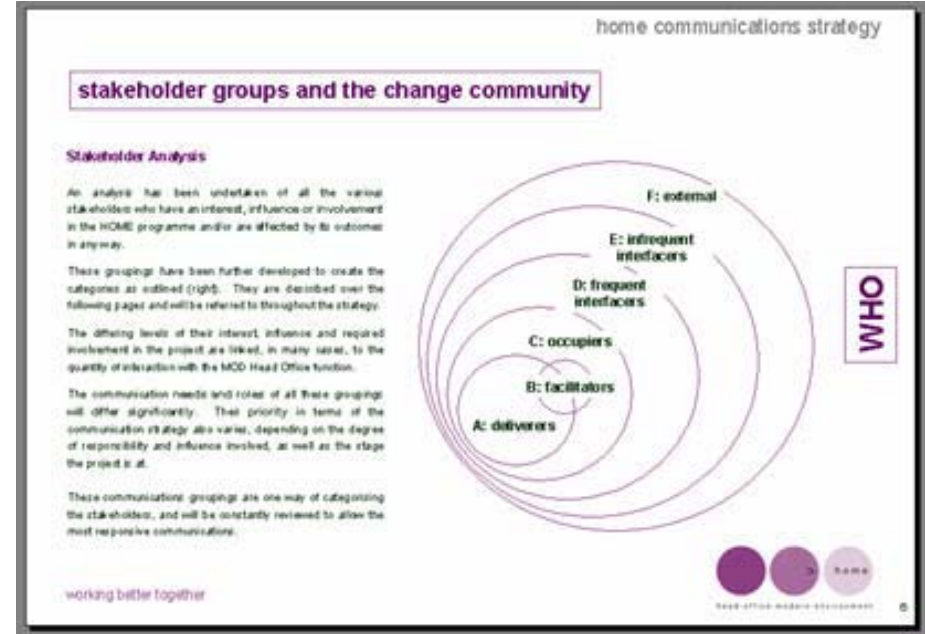 home communications strategy
stakeholder groups and the change community
Stakeholder Analysis
An analysis has been undertaken of all the various
stakeholders who have an interest, influence or involvement
in the HOME programme and/or are affected by its outcomes
in anyway.
These groupings have been further developed to create the
categories as outlined (right). They are described over the
following pages and will be referred to throughout the strategy.
The differing levels of their interest, influence and required
involvement in the project are linked, in many cases, to the
quantity of interaction with the MOD Head Office function.
The communication needs and roles of all these groupings
will differ significantly. Their priority in terms of the
communication strategy also varies, depending on the degree
of responsibility and influence involved, as well as the stage
the project is at.
These communications groupings are one way of categorising
the stakeholders, and will be constantly reviewed to allow the
most responsive communications.
F: external
E: infrequent
interfacers
D: frequent
interfacers
C: occupiers
B: facilitators
A: deliverers
WHO
working better together
home
head office modern environment
6